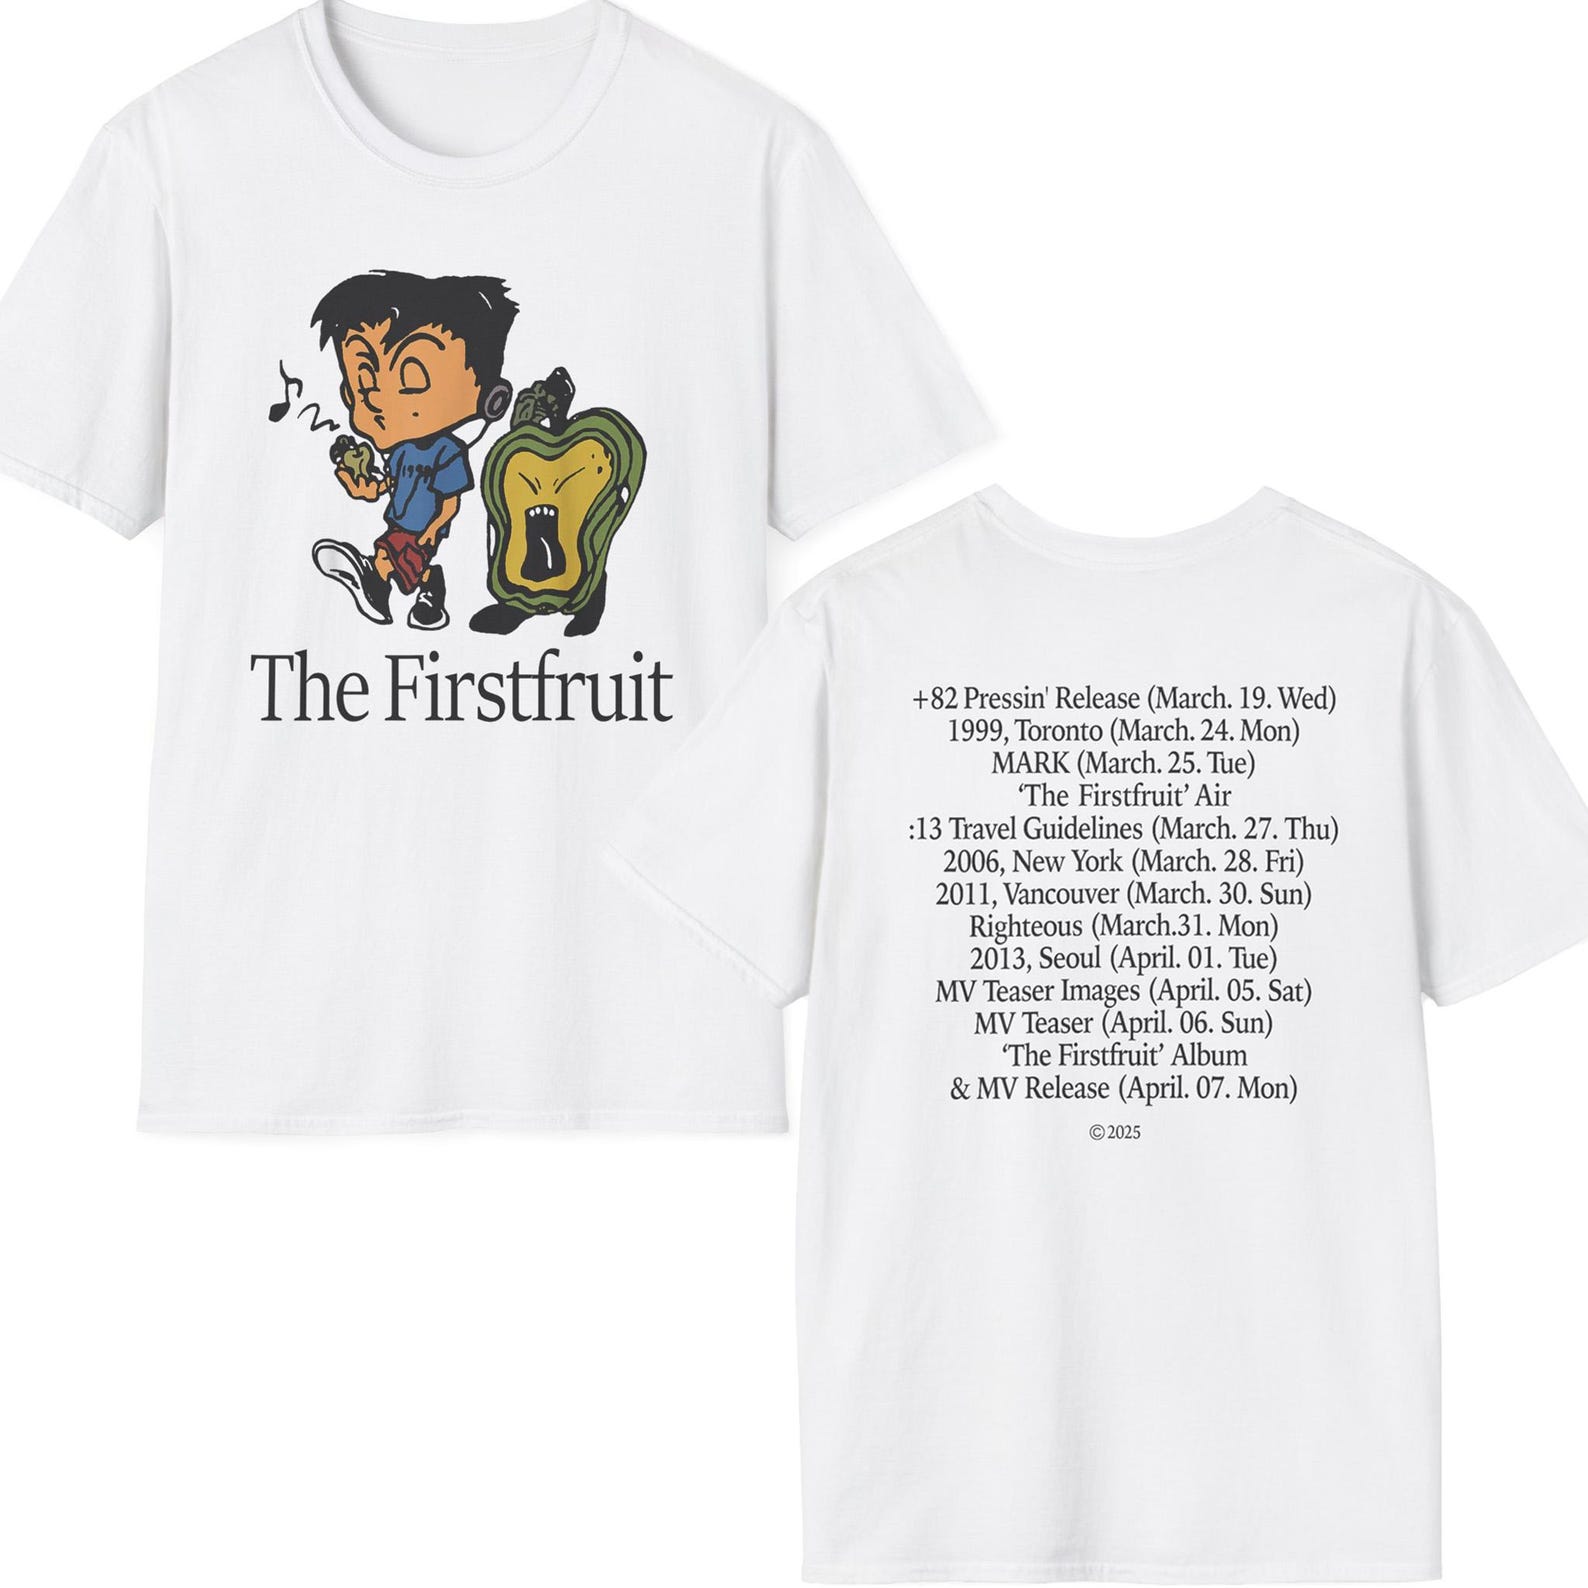 1999
The Firstfruit
+82 Pressin' Release (March. 19. Wed)
1999, Toronto (March. 24. Mon)
MARK (March. 25. Tue)
‘The Firstfruit’ Air
:13 Travel Guidelines (March. 27. Thu)
2006, New York (March. 28. Fri)
2011, Vancouver (March. 30. Sun)
Righteous (March.31. Mon)
2013, Seoul (April. 01. Tue)
MV Teaser Images (April. 05. Sat)
MV Teaser (April. 06. Sun)
‘The Firstfruit’ Album
& MV Release (April. 07. Mon)
©2025